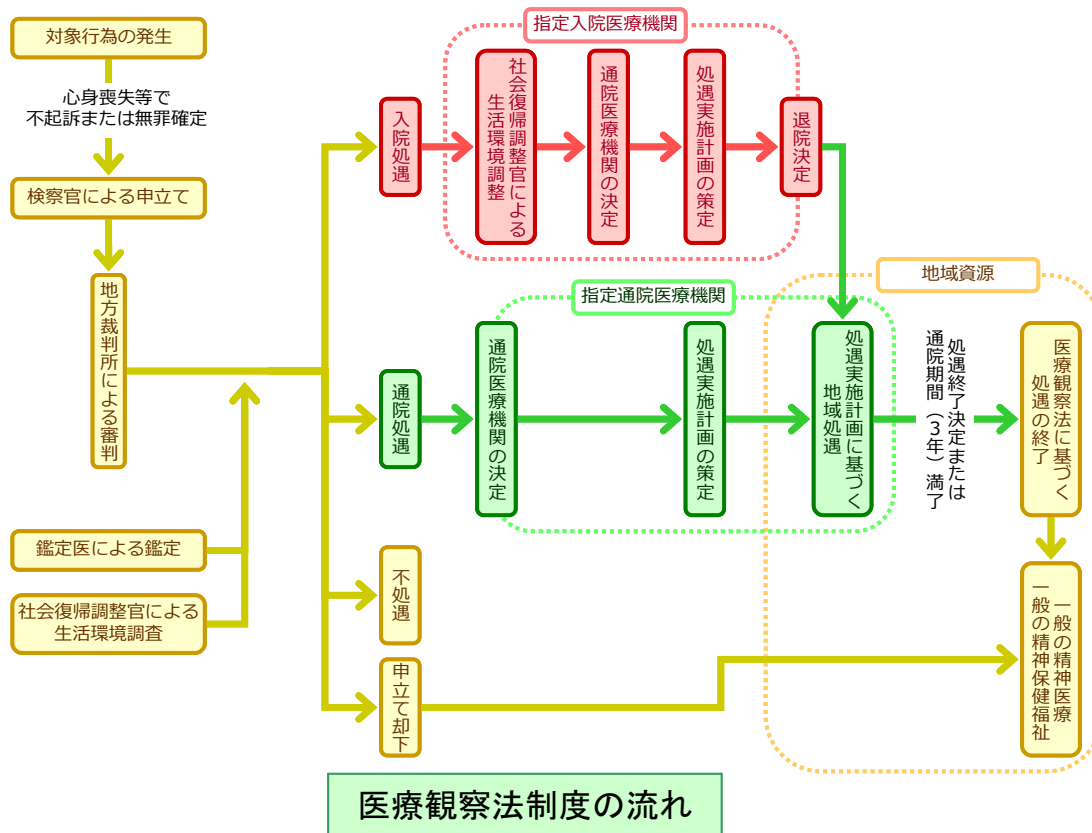 対象行為の発生
心身喪失等で
不起訴または無罪確定
検察官による申立て
地方裁判所による審判
鑑定医による鑑定
社会復帰調整官による
生活環境調査
指定入院医療機関
入院処遇
社会復帰調整官による
生活環境調整
通院医療機関の決定
処遇実施計画の策定
退院決定
指定通院医療機関
通院処遇
通院医療機関の決定
処遇実施計画の策定
処遇実施計画に基づく
地域処遇
地域資源
処遇終了決定または
通院期間（3年）満了
医療観察法に基づく
処遇の終了
不処遇
申立て却下
一般の精神医療
一般の精神保健福祉
医療観察法制度の流れ